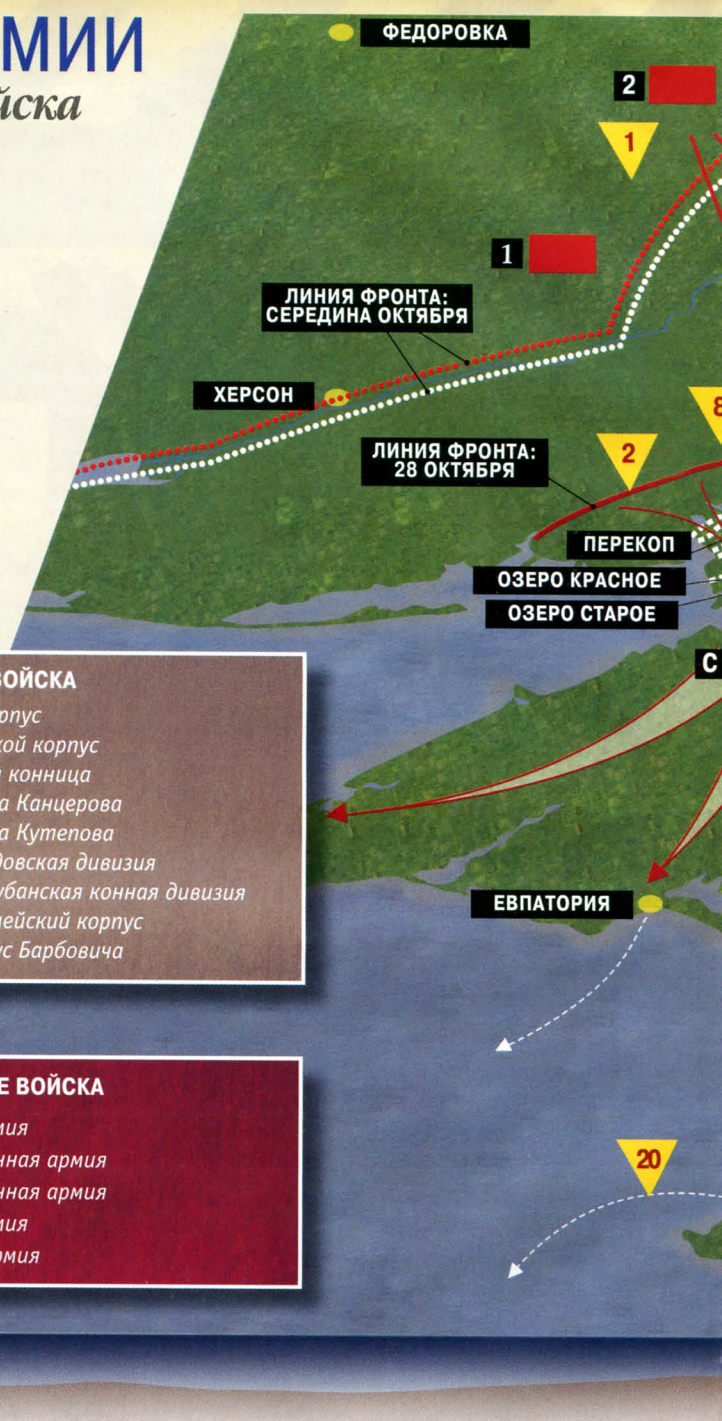 МИИ
йска
ФЕДОРОВКА
2
1
1
ЛИНИЯ ФРОНТА:
СЕРЕДИНА ОКТЯБРЯ
ХЕРСОН
8
ЛИНИЯ ФРОНТА:
28 ОКТЯБРЯ
2
ПЕРЕКОП
ОЗЕРО КРАСНОЕ
ОЗЕРО СТАРОЕ
С
ВОЙСКА
рпус
кой корпус
я конница
а Канцерова
а Кутепова
довская дивизия
убанская конная дивизия
ейский корпус
ус Барбовича
ЕВПАТОРИЯ
Е ВОЙСКА
мия
нная армия
нная армия
мия
рмия
20